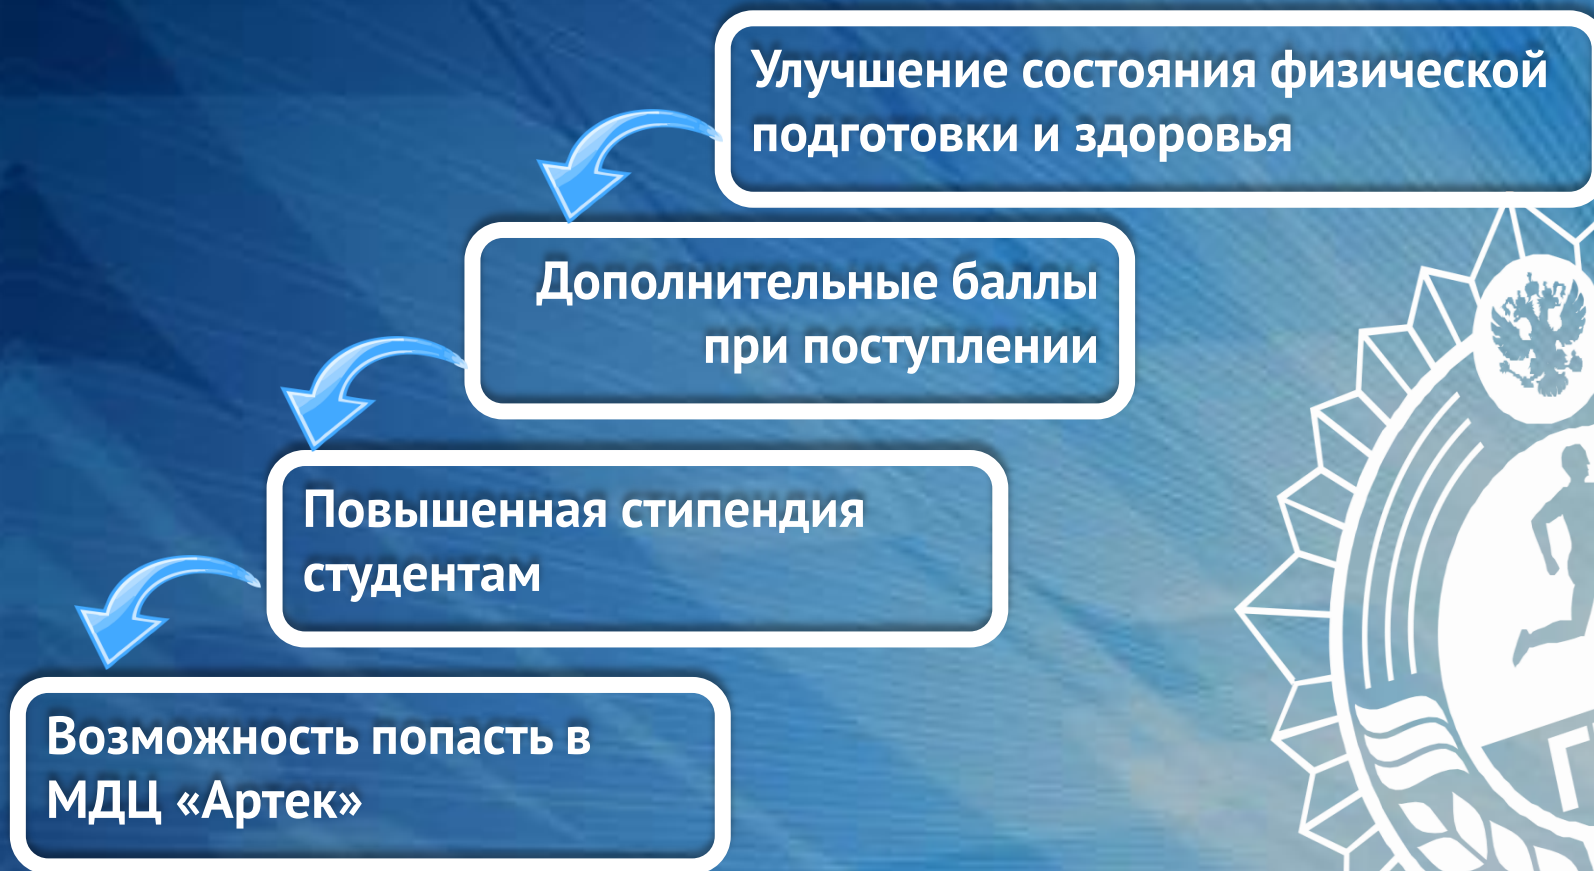 Улучшение состояния физической
подготовки и здоровья
Дополнительные баллы
при поступлении
Повышенная стипендия
студентам
Возможность попасть в
МДЦ «Артек»